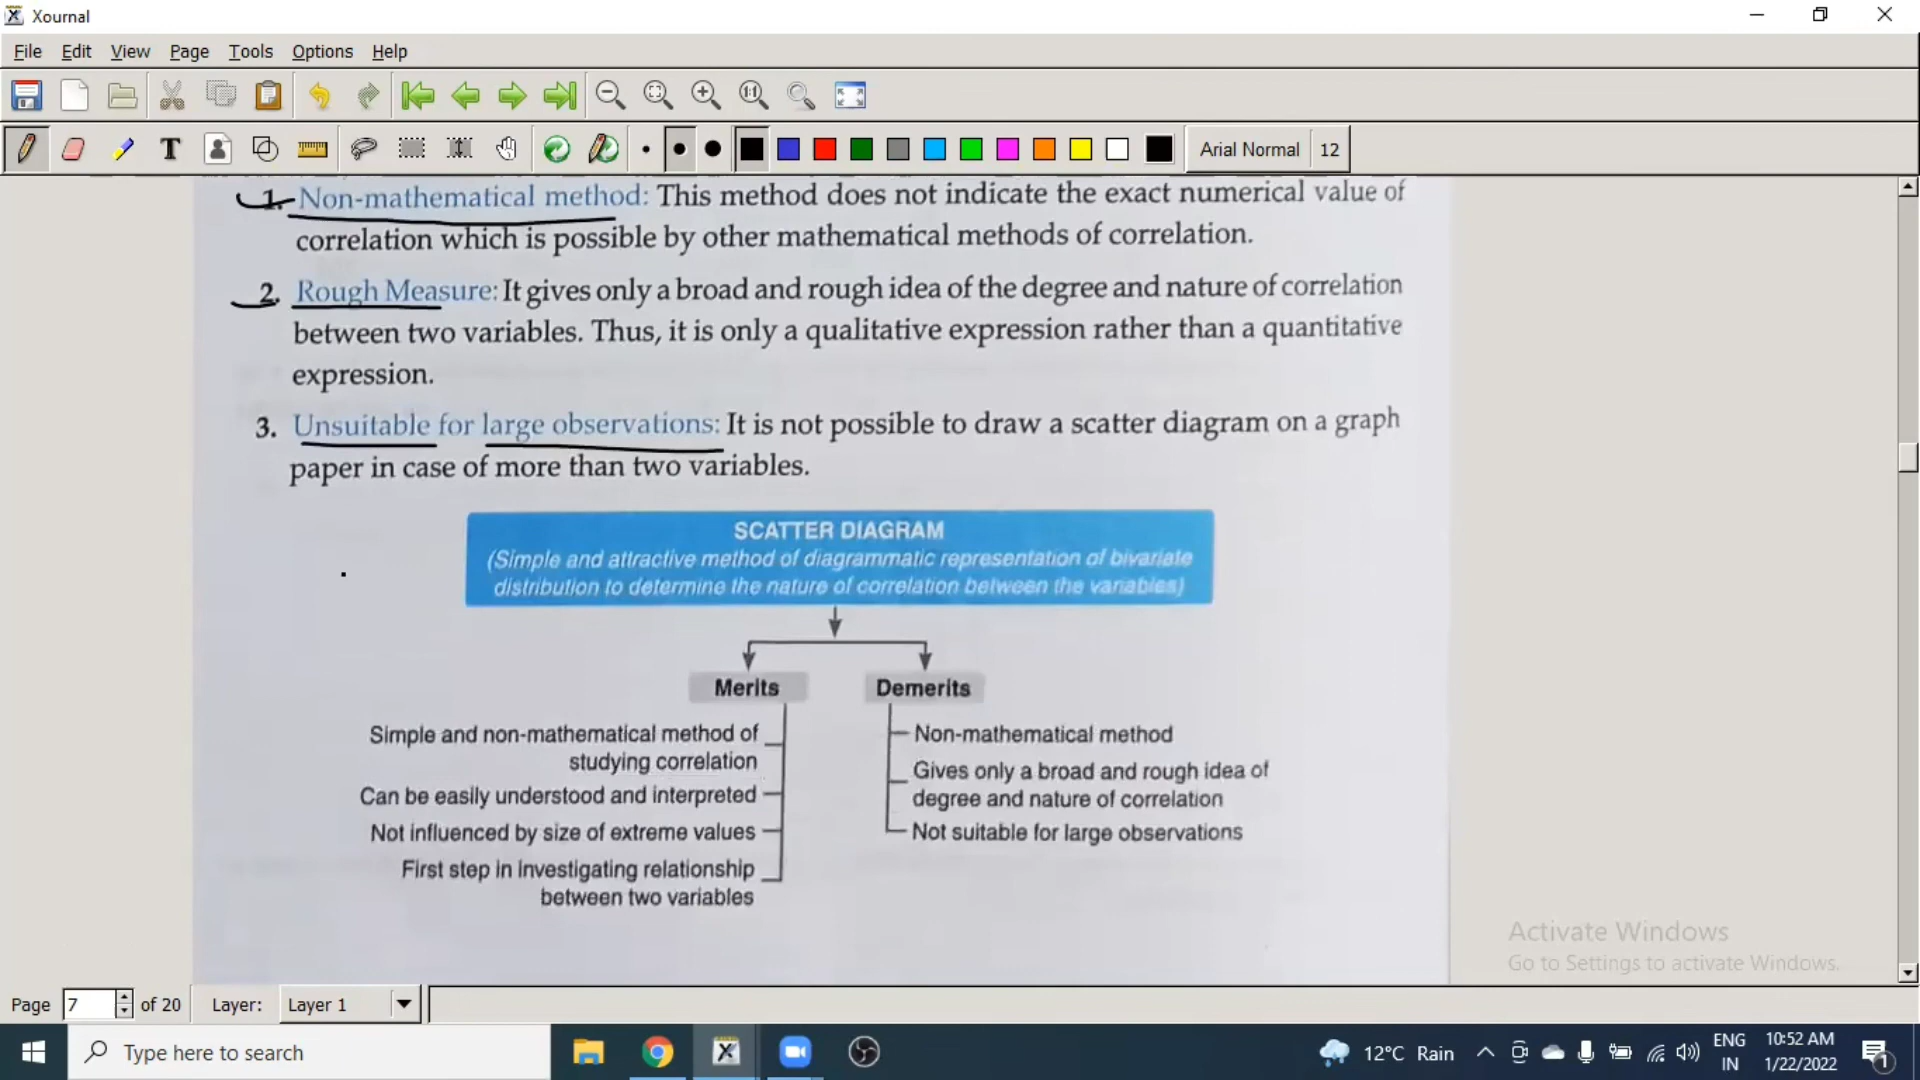 Xournal
File Edit View Page Tools Options Help
T Arial Normal 12
1. Non-mathematical method: This method does not indicate the exact numerical value of
correlation which is possible by other mathematical methods of correlation.
2. Rough Measure: It gives only a broad and rough idea of the degree and nature of correlation
between two variables. Thus, it is only a qualitative expression rather than a quantitative
expression.
3. Unsuitable for large observations: It is not possible to draw a scatter diagram on a graph
paper in case of more than two variables.
SCATTER DIAGRAM
(Simple and attractive method of diagrammatic representation of bivariate
distribution to determine the nature of correlation between the variables)
Merits
Simple and non-mathematical method of
studying correlation
Can be easily understood and interpreted
Not influenced by size of extreme values
First step in investigating relationship
between two variables
Demerits
Non-mathematical method
Gives only a broad and rough idea of
degree and nature of correlation
Not suitable for large observations
Activate Windows
Go to Settings to activate Windows.
Page 7 of 20 Layer: Layer 1
Type here to search
12°C Rain
ENG
IN
10:52 AM
1/22/2022
1